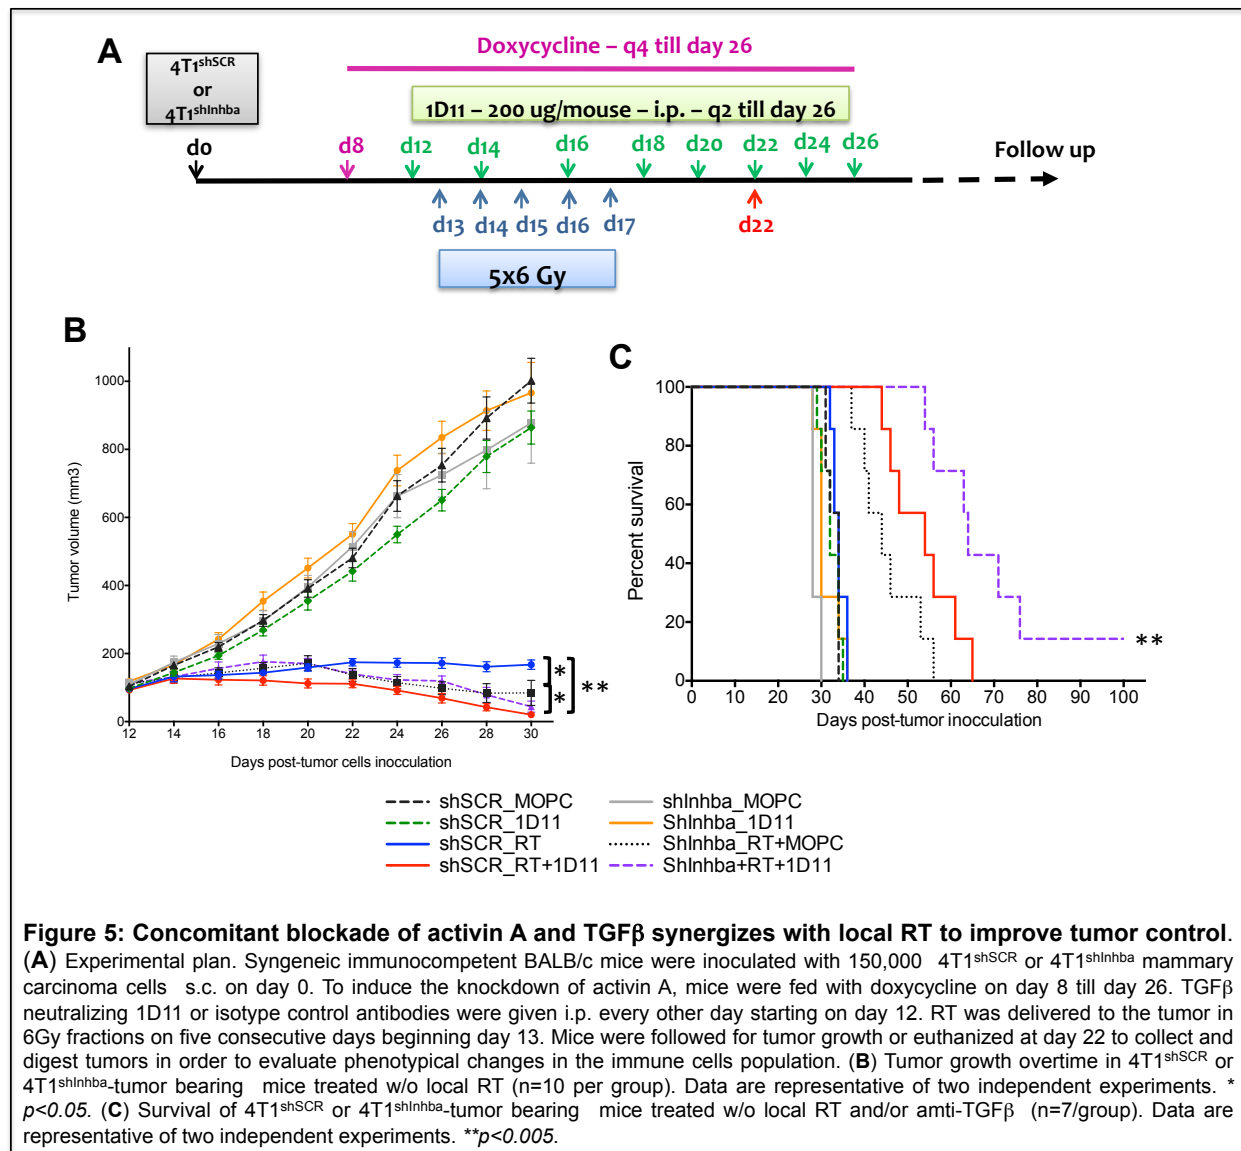 A
Doxycycline – q4 till day 26
4T1shSCR
or
4T1shInhba
1D11 – 200 ug/mouse – i.p. – q2 till day 26
d0
d8
d12
d14
d16
d18
d20
d22
d24
d26
Follow up
d13
d14
d15
d16
d17
d22
5x6 Gy
B
Tumor volume (mm3)
1000
800
600
400
200
0
12 14 16 18 20 22 24 26 28 30
Days post-tumor cells inocculation
*
*
**
C
Percent survival
100
80
60
40
20
0
0 10 20 30 40 50 60 70 80 90 100
Days post-tumor inocculation
**
shSCR_MOPC
shInhba_MOPC
shSCR_1D11
ShInhba_1D11
shSCR_RT
ShInhba_RT+MOPC
shSCR_RT+1D11
ShInhba+RT+1D11
Figure 5: Concomitant blockade of activin A and TGFβ synergizes with local RT to improve tumor control.
(A) Experimental plan. Syngeneic immunocompetent BALB/c mice were inoculated with 150,000 4T1shSCR or 4T1shInhba mammary
carcinoma cells s.c. on day 0. To induce the knockdown of activin A, mice were fed with doxycycline on day 8 till day 26. TGFβ
neutralizing 1D11 or isotype control antibodies were given i.p. every other day starting on day 12. RT was delivered to the tumor in
6Gy fractions on five consecutive days beginning day 13. Mice were followed for tumor growth or euthanized at day 22 to collect and
digest tumors in order to evaluate phenotypical changes in the immune cells population. (B) Tumor growth overtime in 4T1shSCR or
4T1shInhba-tumor bearing mice treated w/o local RT (n=10 per group). Data are representative of two independent experiments. *
p<0.05. (C) Survival of 4T1shSCR or 4T1shInhba-tumor bearing mice treated w/o local RT and/or amti-TGFβ (n=7/group). Data are
representative of two independent experiments. **p<0.005.